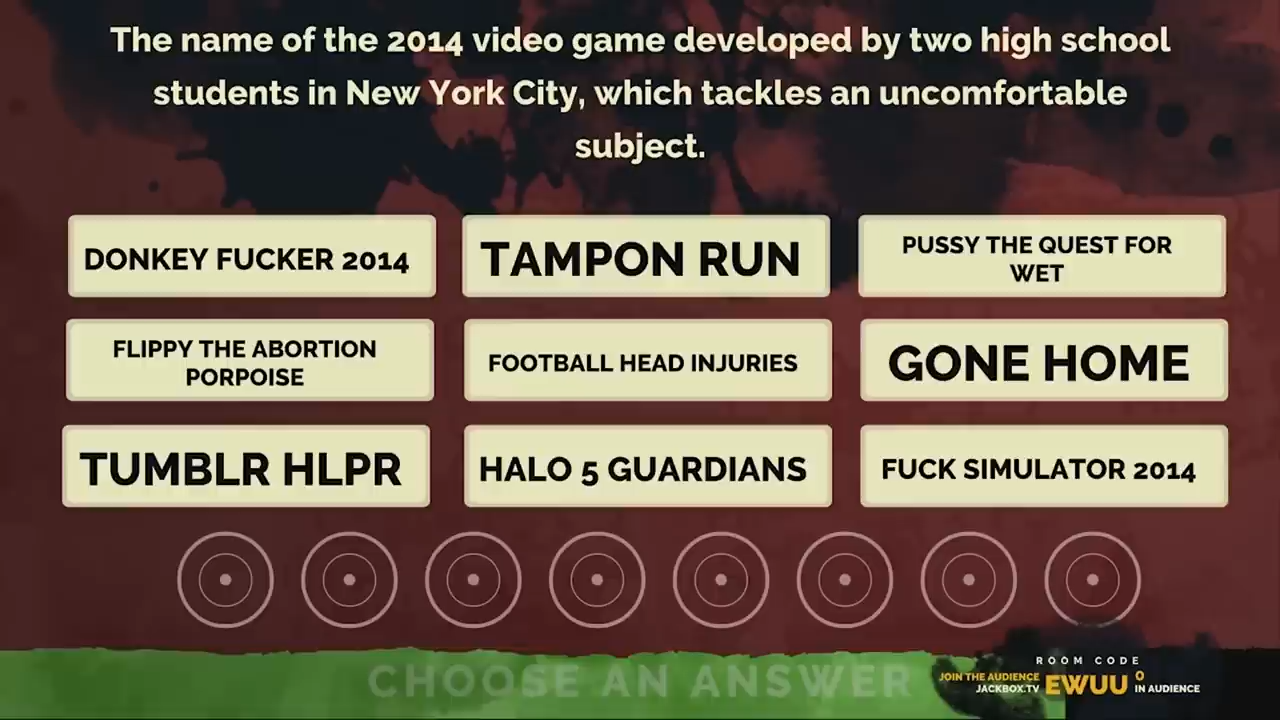 The name of the 2014 video game developed by two high school
students in New York City, which tackles an uncomfortable
subject.
DONKEY FUCKER 2014
TAMPON RUN
PUSSY THE QUEST FOR
WET
FLIPPY THE ABORTION
PORPOISE
FOOTBALL HEAD INJURIES
GONE HOME
TUMBLR HLPR
HALO 5 GUARDIANS
FUCK SIMULATOR 2014
CHOOSE AN ANSWER
ROOM CODE
JOIN THE AUDIENCE
JACKBOX.TV
EWUU
0
IN AUDIENCE